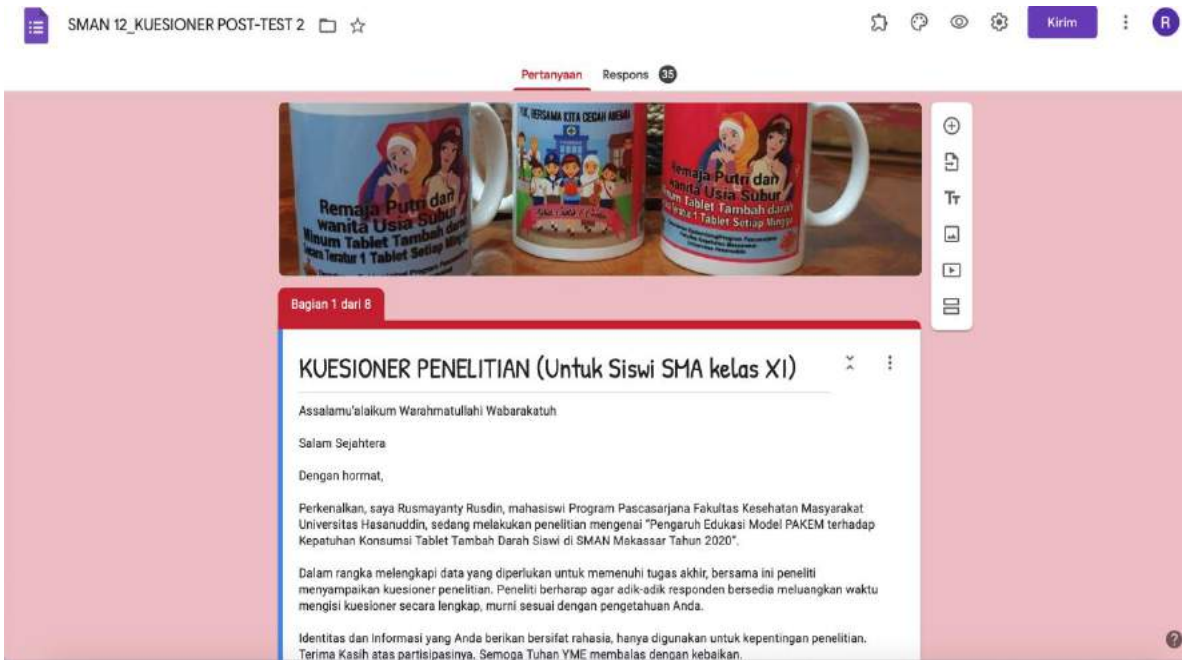 SMAN 12_KUESIONER POST-TEST 2
Kirim
R
Pertanyaan
Respons 35
Remaja Putri dan
wanita Usia Subur
Minum Tablet Tambah darah
Secara Teratur 1 Tablet Setiap Minggu
BERSAMA KITA CEGAH ANEMIA
Remaja Putri dan
wanita Usia Subur
Minum Tablet Tambah darah
Teratur 1 Tablet Setiap Minggu
Bagian 1 dari 8
KUESIONER PENELITIAN (Untuk Siswi SMA kelas XI)
Assalamu'alaikum Warahmatullahi Wabarakatuh
Salam Sejahtera
Dengan hormat,
Perkenalkan, saya Rusmayanty Rusdin, mahasiswi Program Pascasarjana Fakultas Kesehatan Masyarakat
Universitas Hasanuddin, sedang melakukan penelitian mengenai "Pengaruh Edukasi Model PAKEM terhadap
Kepatuhan Konsumsi Tablet Tambah Darah Siswi di SMAN Makassar Tahun 2020".
Dalam rangka melengkapi data yang diperlukan untuk memenuhi tugas akhir, bersama ini peneliti
menyampaikan kuesioner penelitian. Peneliti berharap agar adik-adik responden bersedia meluangkan waktu
mengisi kuesioner secara lengkap, murni sesuai dengan pengetahuan Anda.
Identitas dan Informasi yang Anda berikan bersifat rahasia, hanya digunakan untuk kepentingan penelitian.
Terima Kasih atas partisipasinya. Semoga Tuhan YME membalas dengan kebaikan.